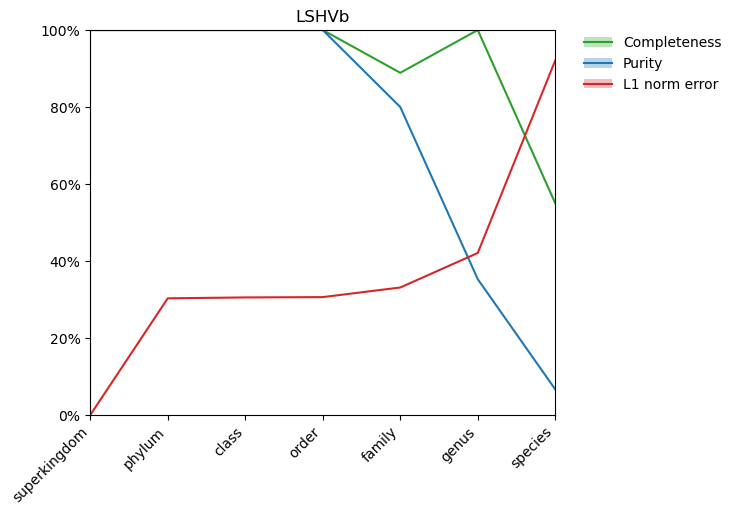 LSHVb
100%
80%
60%
40%
20%
0%
superkingdom
phylum
class
order
family
genus
species
Completeness
Purity
L1 norm error